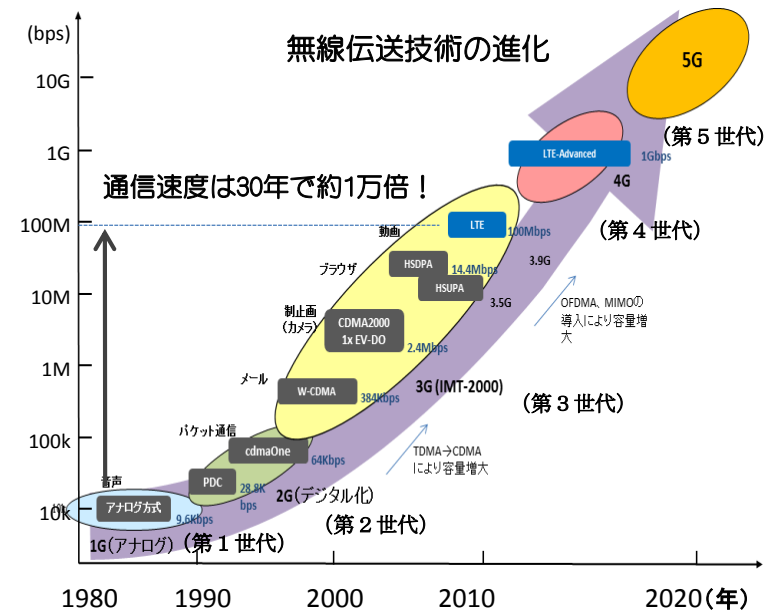 (bps)
無線伝送技術の進化
5G
10G
(第５世代)
1G
LTE-Advanced
1Gbps
4G
通信速度は30年で約1万倍！
(第４世代)
100M
動画
LTE
100Mbps
ブラウザ
HSDPA
14.4Mbps
3.9G
10M
HSUPA
3.5G
OFDMA、MIMOの
導入により容量増
大
制止画
(カメラ)
CDMA2000
1x EV-DO
2.4Mbps
1M
メール
W-CDMA
384Kbps
3G (IMT-2000)
(第３世代)
100k
パケット通信
cdmaOne
64Kbps
TDMA→CDMA
により容量増大
音声
PDC
28.8K
bps
2G(デジタル化)
10k
アナログ方式
9.6Kbps
(第２世代)
1G(アナログ)
(第１世代)
1980
1990
2000
2010
2020(年)